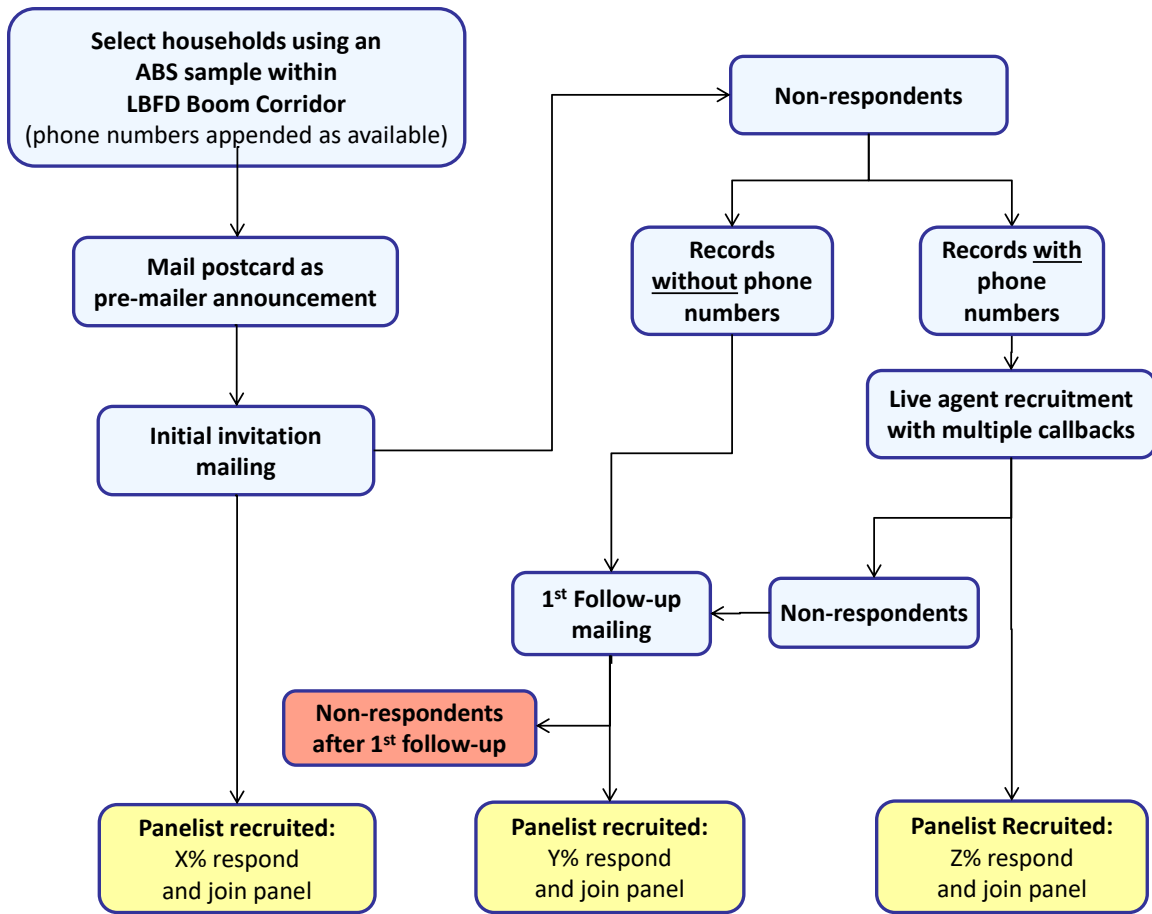 Select households using an
ABS sample within
LBFD Boom Corridor
(phone numbers appended as available)
Non-respondents
Mail postcard as
pre-mailer announcement
Records
without phone
numbers
Records with
phone
numbers
Initial invitation
mailing
Live agent recruitment
with multiple callbacks
1st Follow-up
mailing
Non-respondents
Non-respondents
after 1st follow-up
Panelist recruited:
X% respond
and join panel
Panelist recruited:
Y% respond
and join panel
Panelist Recruited:
Z% respond
and join panel